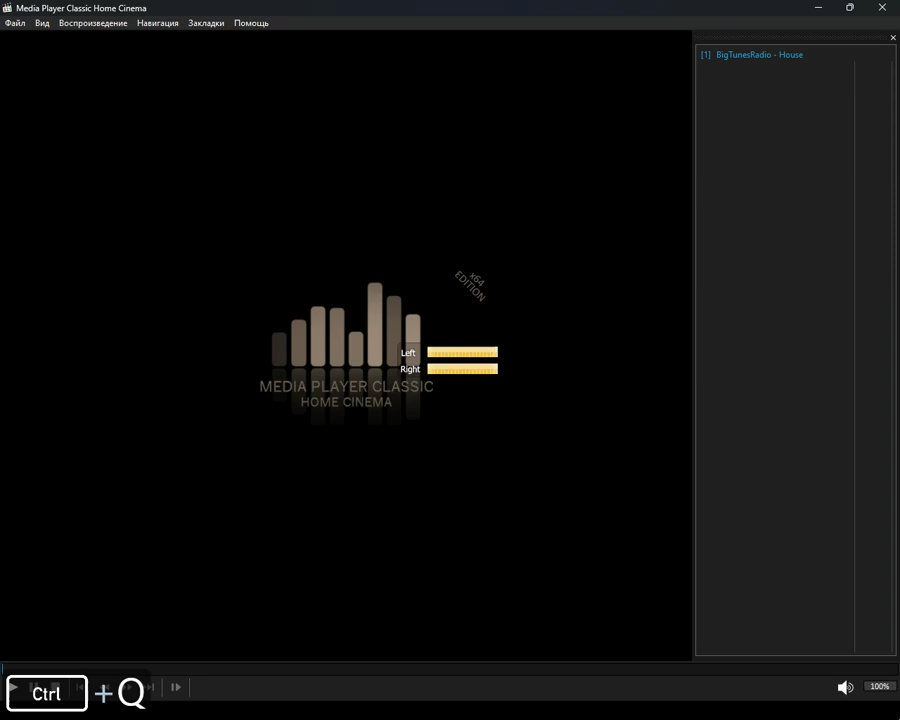 Media Player Classic Home Cinema
Файл Вид Воспроизведение Навигация Закладки Помощь
[1] BigTunesRadio - House
x64
EDITION
Left
Right
MEDIA PLAYER CLASSIC
HOME CINEMA
Ctrl +Q
100%